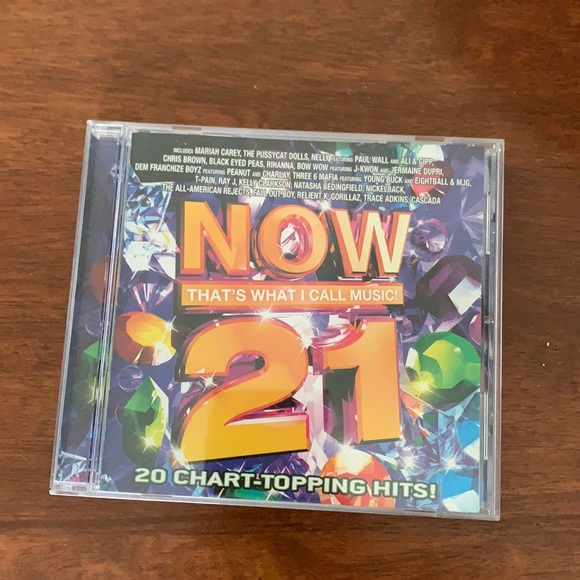 INCLUDES MARIAH CAREY, THE PUSSYCAT DOLLS, NELLY FEATURING PAUL WALL AND ALI & GIPP,
CHRIS BROWN, BLACK EYED PEAS, RIHANNA, BOW WOW FEATURING J-KWON AND JERMAINE DUPRI,
DEM FRANCHIZE BOYZ FEATURING PEANUT AND CHARLAY, THREE 6 MAFIA FEATURING YOUNG BUCK AND EIGHTBALL & MJG,
T-PAIN, RAY J, KELLY CLARKSON, NATASHA BEDINGFIELD, NICKELBACK,
THE ALL-AMERICAN REJECTS, FALL OUT BOY, RELIENT K, GORILLAZ, TRACE ADKINS, CASCADA
NOW
THAT'S WHAT I CALL MUSIC!
21
20 CHART-TOPPING HITS!